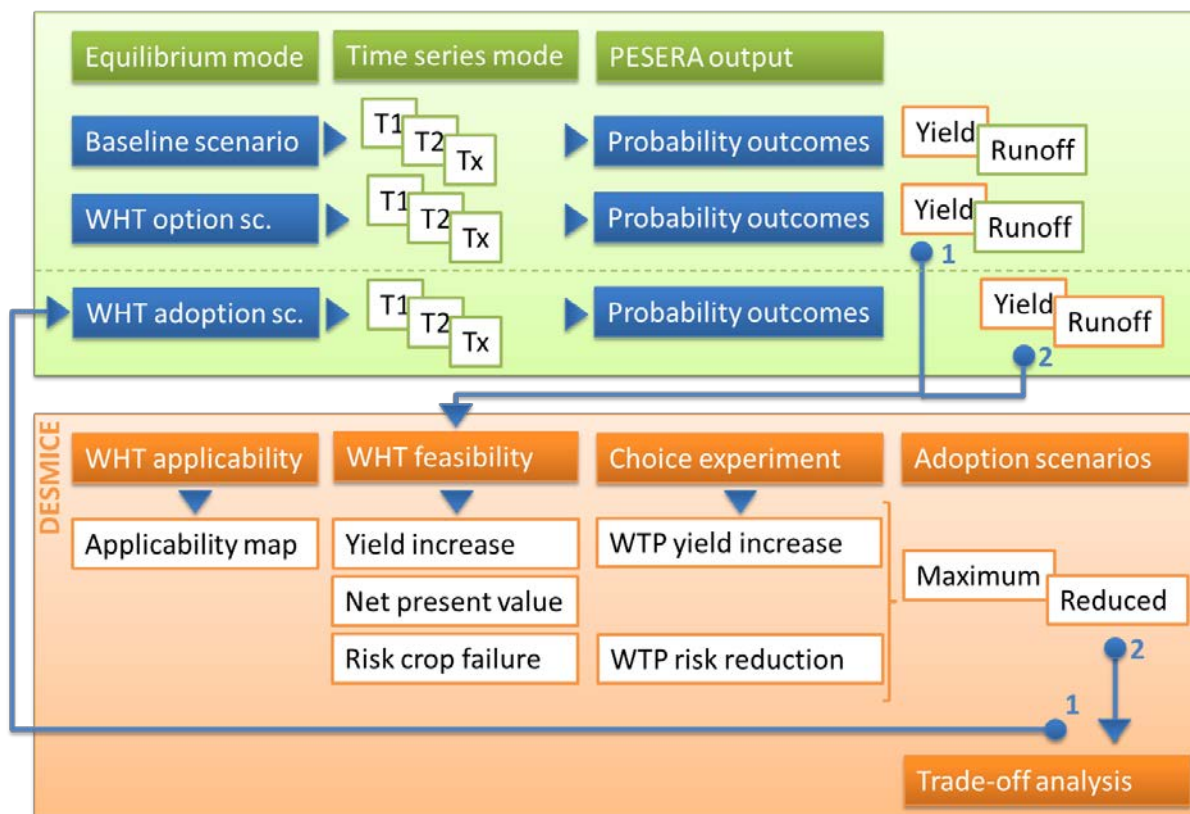 Equilibrium mode
Time series mode
PESERA output
Baseline scenario
T1
T2
Tx
Probability outcomes
Yield
Runoff
WHT option sc.
T1
T2
Tx
Probability outcomes
Yield
Runoff
1
WHT adoption sc.
T1
T2
Tx
Probability outcomes
Yield
Runoff
2
DESMICE
WHT applicability
WHT feasibility
Choice experiment
Adoption scenarios
Applicability map
Yield increase
WTP yield increase
Net present value
Maximum
Reduced
Risk crop failure
WTP risk reduction
2
1
Trade-off analysis